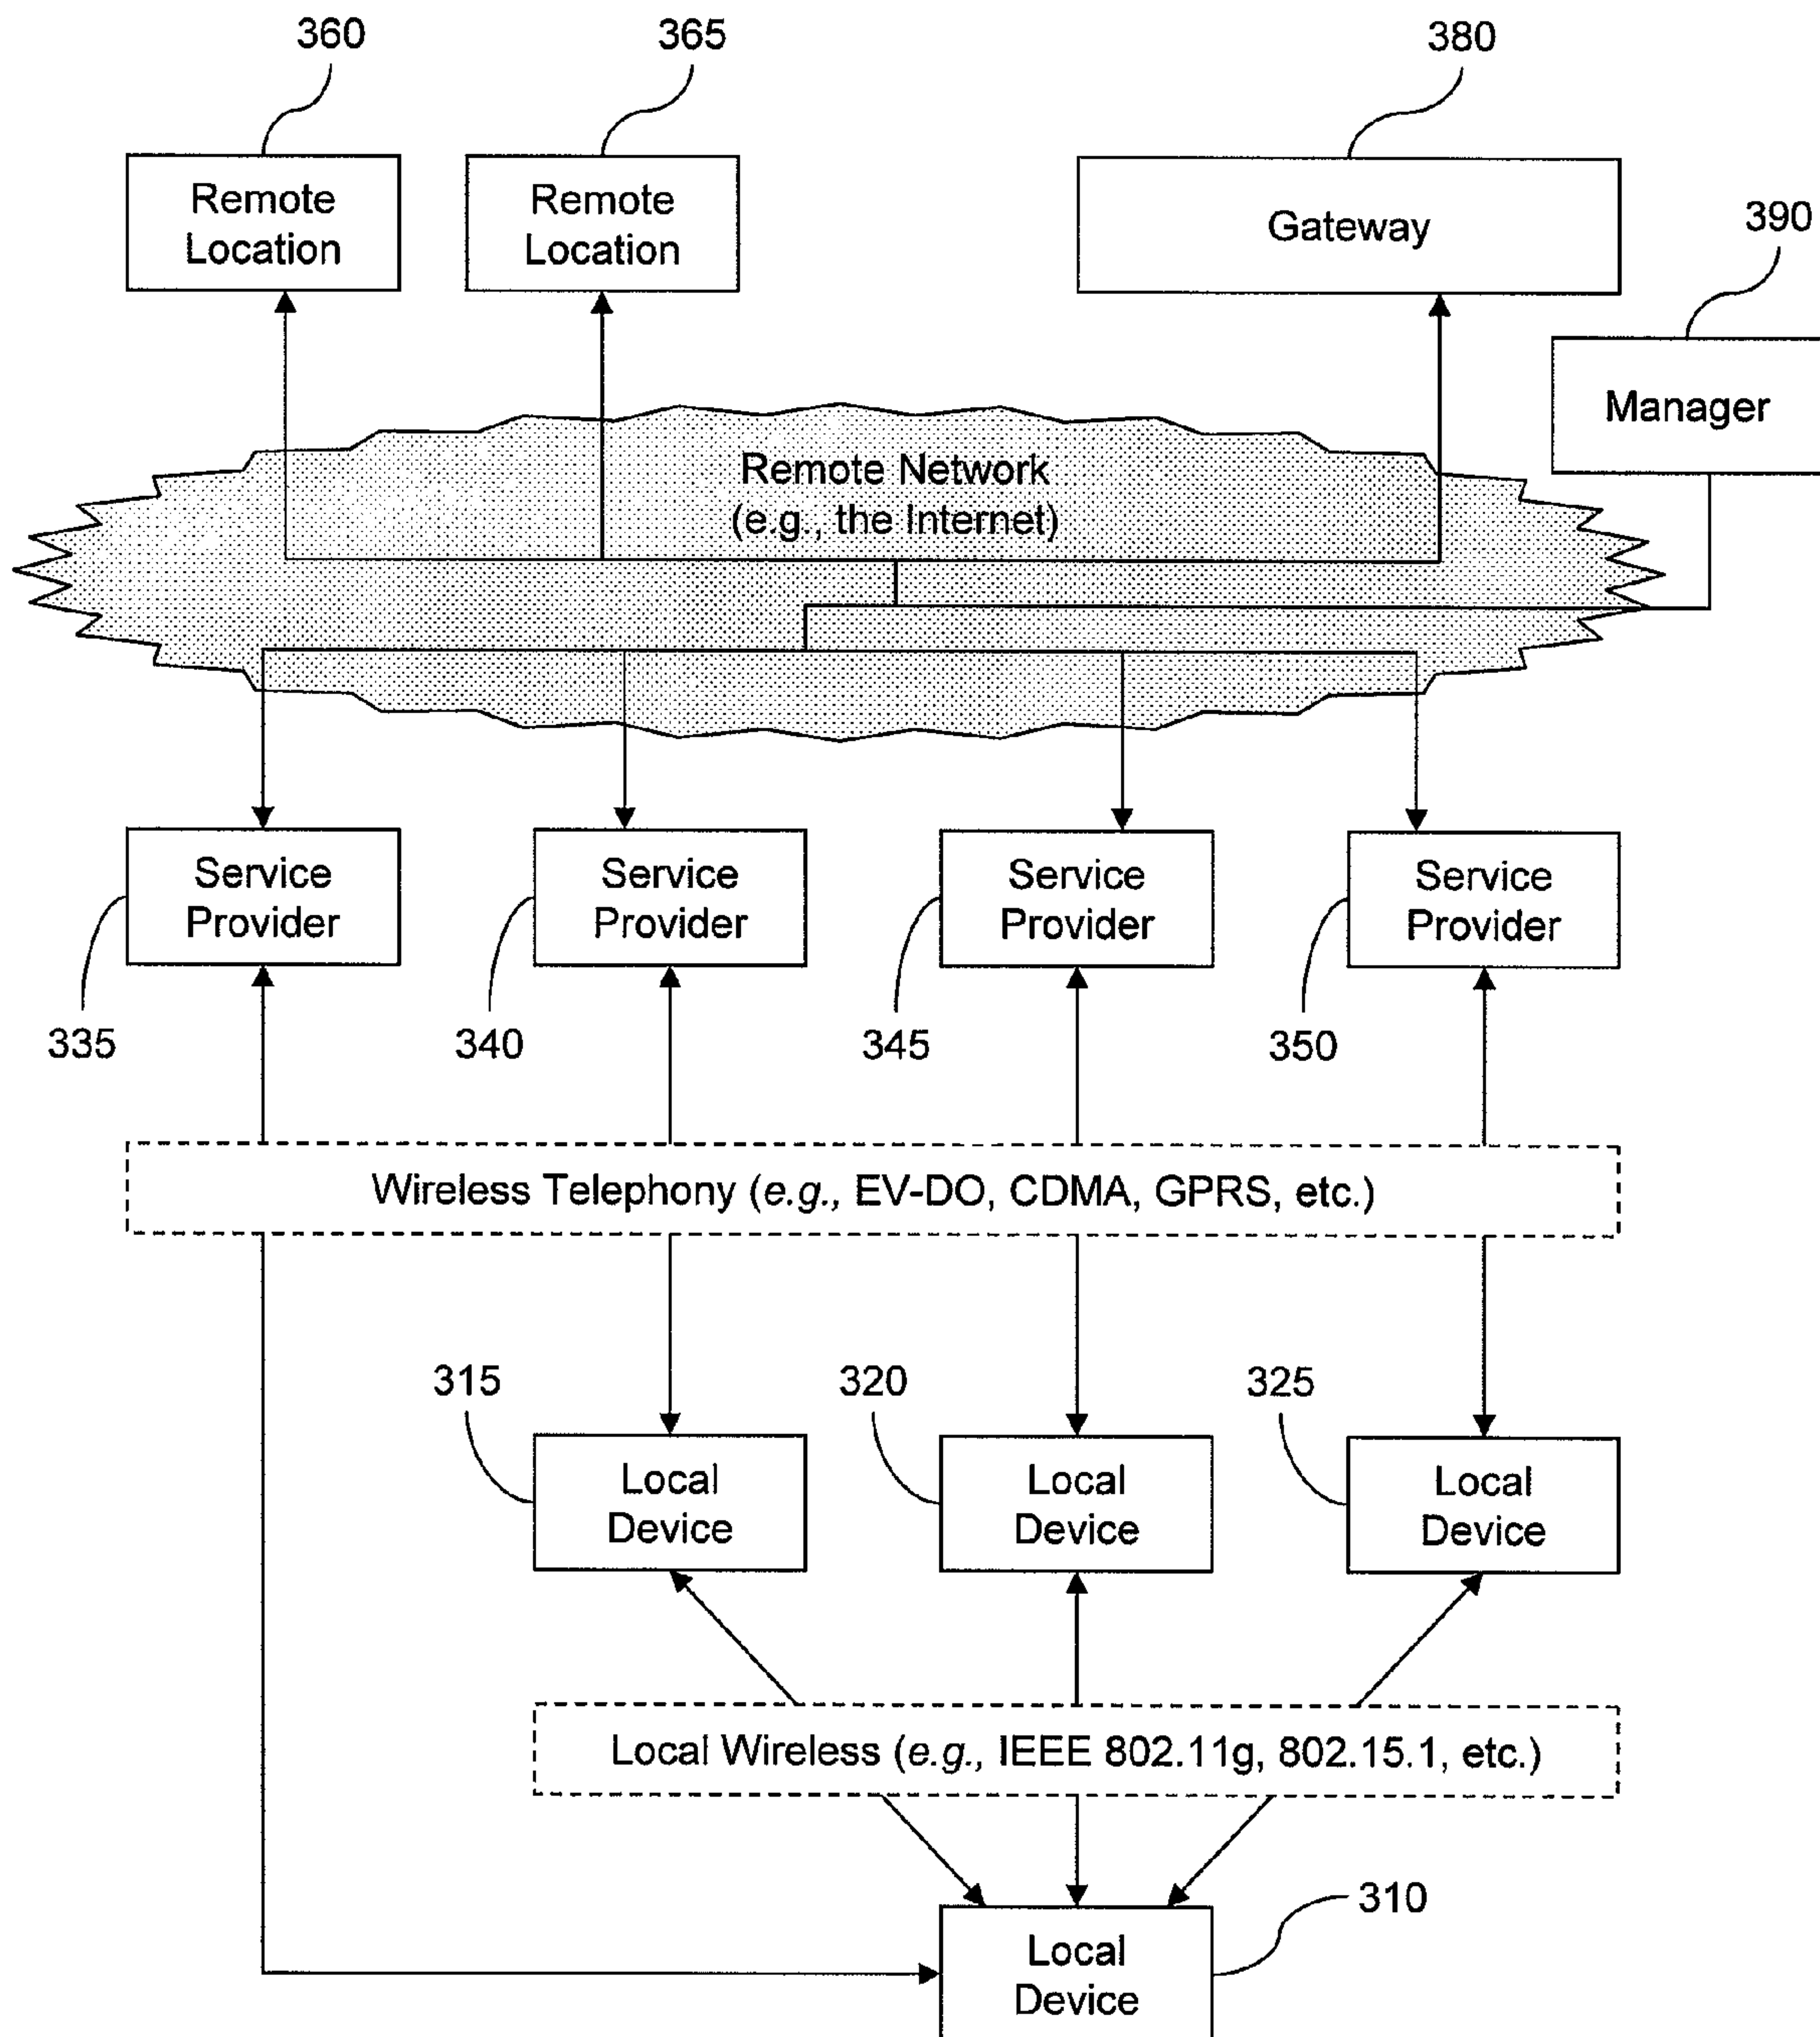 360
365
380
Remote
Location
Remote
Location
Gateway
390
Manager
Remote Network
(e.g., the Internet)
Service
Provider
Service
Provider
Service
Provider
Service
Provider
335
340
345
350
Wireless Telephony (e.g., EV-DO, CDMA, GPRS, etc.)
315
320
325
Local
Device
Local
Device
Local
Device
Local Wireless (e.g., IEEE 802.11g, 802.15.1, etc.)
310
Local
Device